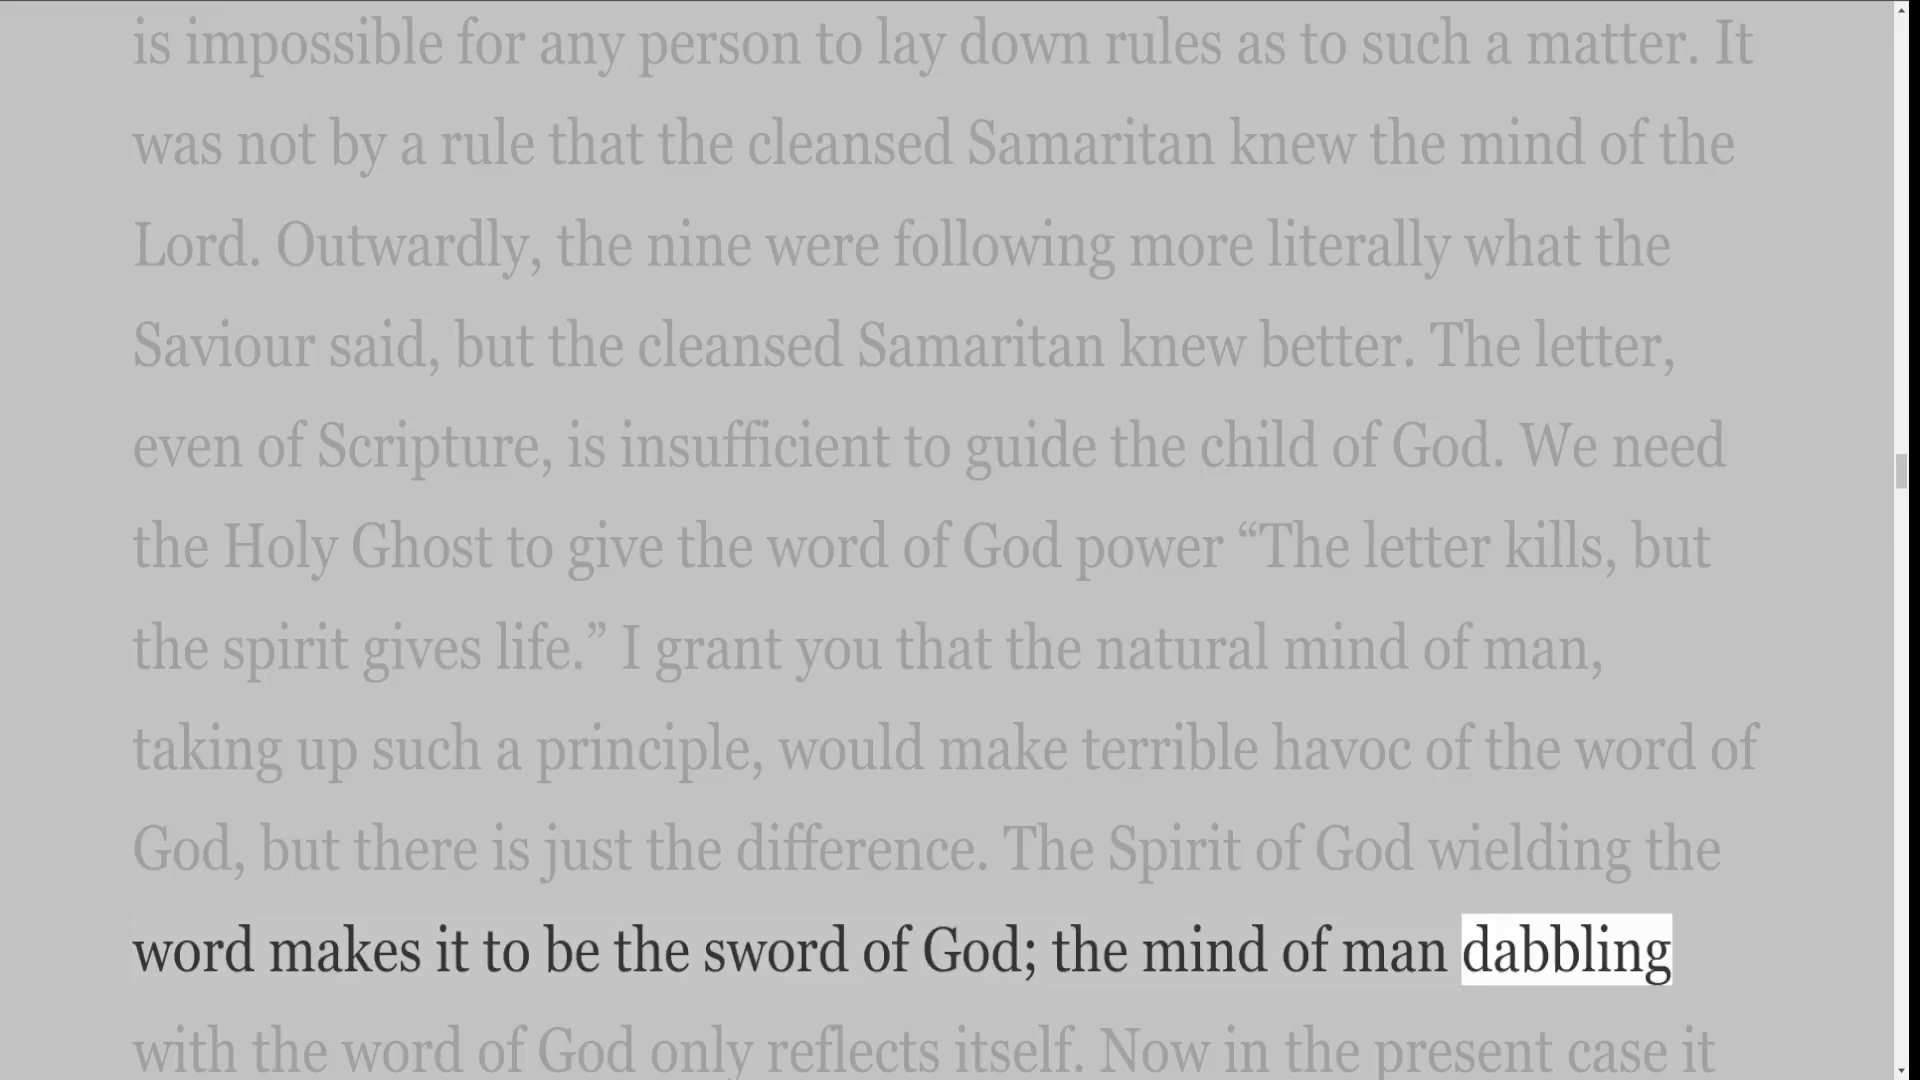 is impossible for any person to lay down rules as to such a matter. It
was not by a rule that the cleansed Samaritan knew the mind of the
Lord. Outwardly, the nine were following more literally what the
Saviour said, but the cleansed Samaritan knew better. The letter,
even of Scripture, is insufficient to guide the child of God. We need
the Holy Ghost to give the word of God power “The letter kills, but
the spirit gives life.” I grant you that the natural mind of man,
taking up such a principle, would make terrible havoc of the word of
God, but there is just the difference. The Spirit of God wielding the
word makes it to be the sword of God; the mind of man dabbling
with the word of God only reflects itself. Now in the present case it